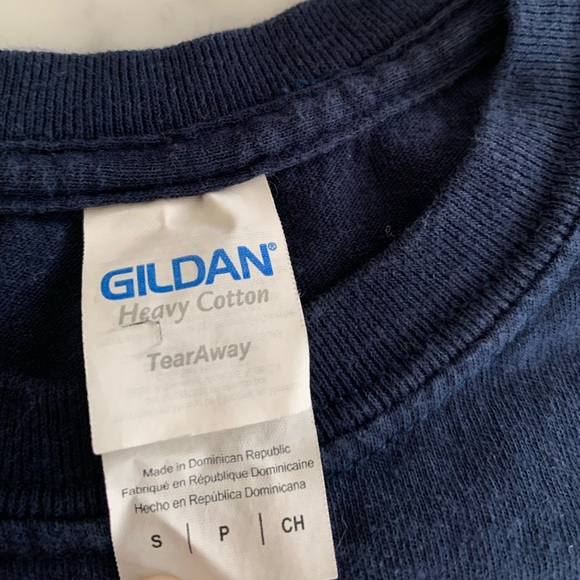 GILDAN®
Heavy Cotton
TearAway
Made in Dominican Republic
Fabriqué en République Dominicaine
Hecho en República Dominicana
S | P | CH